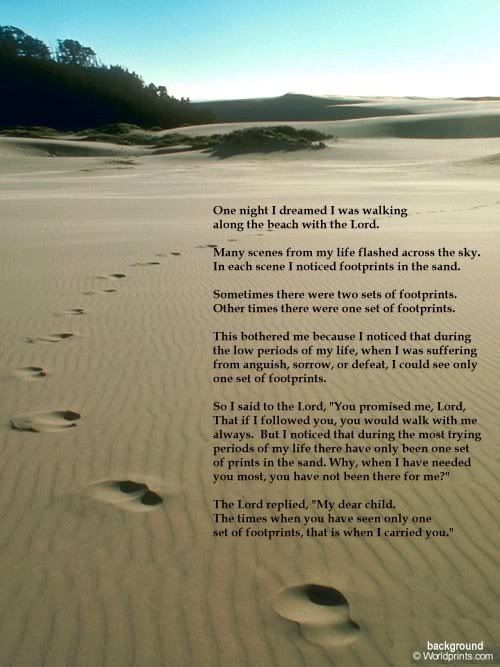 One night I dreamed I was walking
along the beach with the Lord.
Many scenes from my life flashed across the sky.
In each scene I noticed footprints in the sand.
Sometimes there were two sets of footprints.
Other times there were one set of footprints.
This bothered me because I noticed that during
the low periods of my life, when I was suffering
from anguish, sorrow, or defeat, I could see only
one set of footprints.
So I said to the Lord, "You promised me, Lord,
That if I followed you, you would walk with me
always.  But I noticed that during the most trying
periods of my life there have only been one set
of prints in the sand. Why, when I have needed
you most, you have not been there for me?"
The Lord replied, "My dear child.
The times when you have seen only one
set of footprints, that is when I carried you."
background
© Worldprints.com